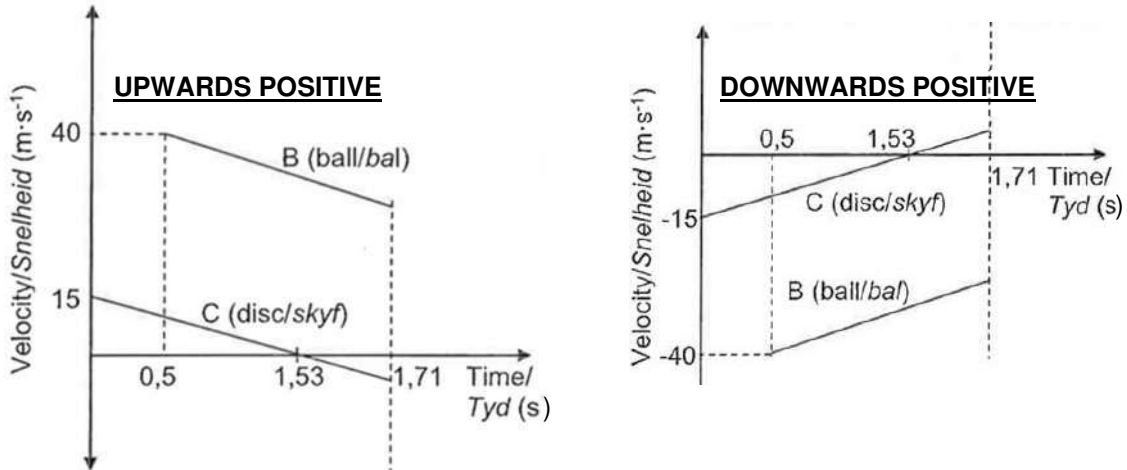 UPWARDS POSITIVE
Velocity/Snelheid (m·s⁻¹)
40
B (ball/bal)
15
C (disc/skyf)
0,5
1,53
1,71
Time/
Tyd (s)
DOWNWARDS POSITIVE
Velocity/Snelheid (m·s⁻¹)
0,5
1,53
1,71 Time/
Tyd (s)
C (disc/skyf)
-15
B (ball/bal)
-40